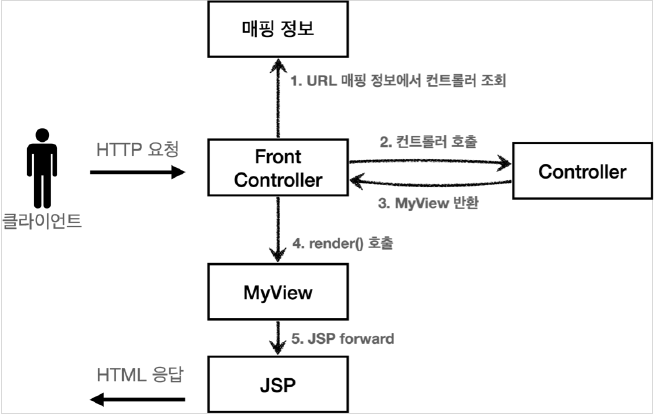 매핑 정보
1. URL 매핑 정보에서 컨트롤러 조회
HTTP 요청
클라이언트
Front
Controller
2. 컨트롤러 호출
3. MyView 반환
Controller
4. render() 호출
MyView
5. JSP forward
HTML 응답
JSP